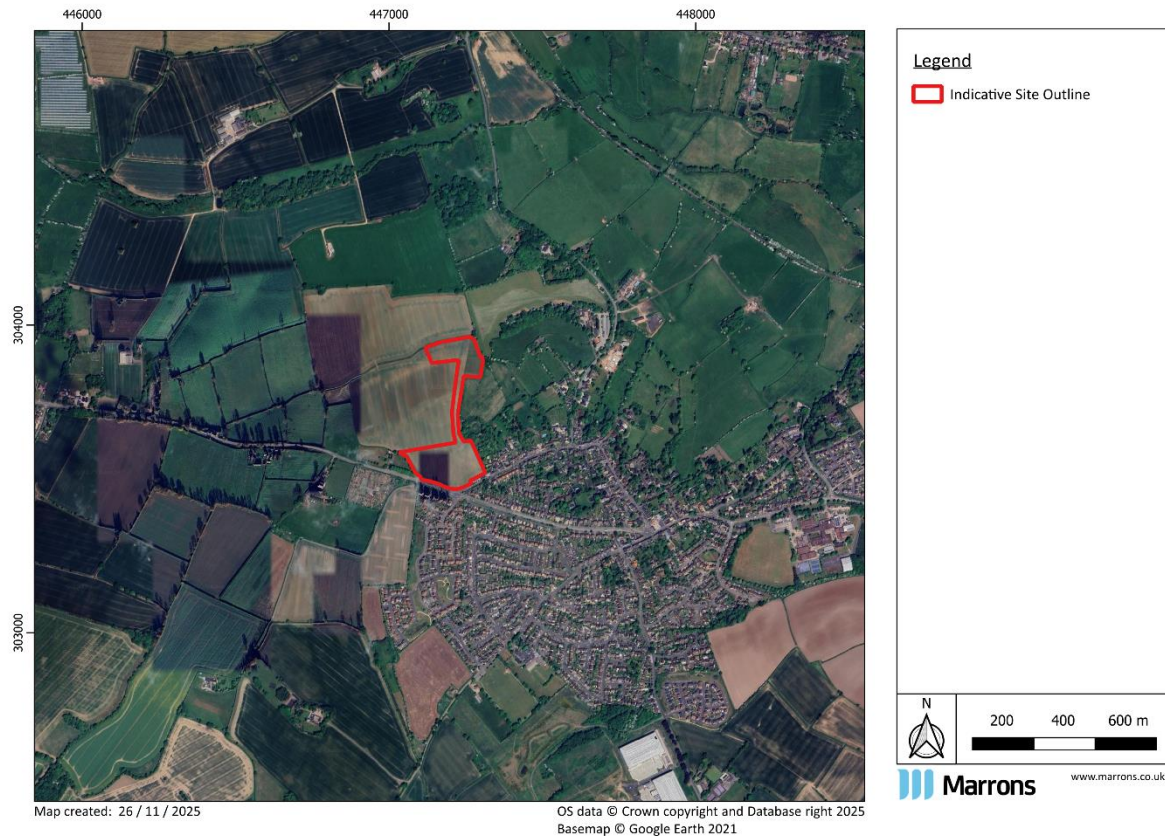 446000
447000
448000
304000
303000
Legend
Indicative Site Outline
N
200 400 600 m
Marrons
www.marrons.co.uk
Map created: 26 / 11 / 2025
OS data © Crown copyright and Database right 2025
Basemap © Google Earth 2021